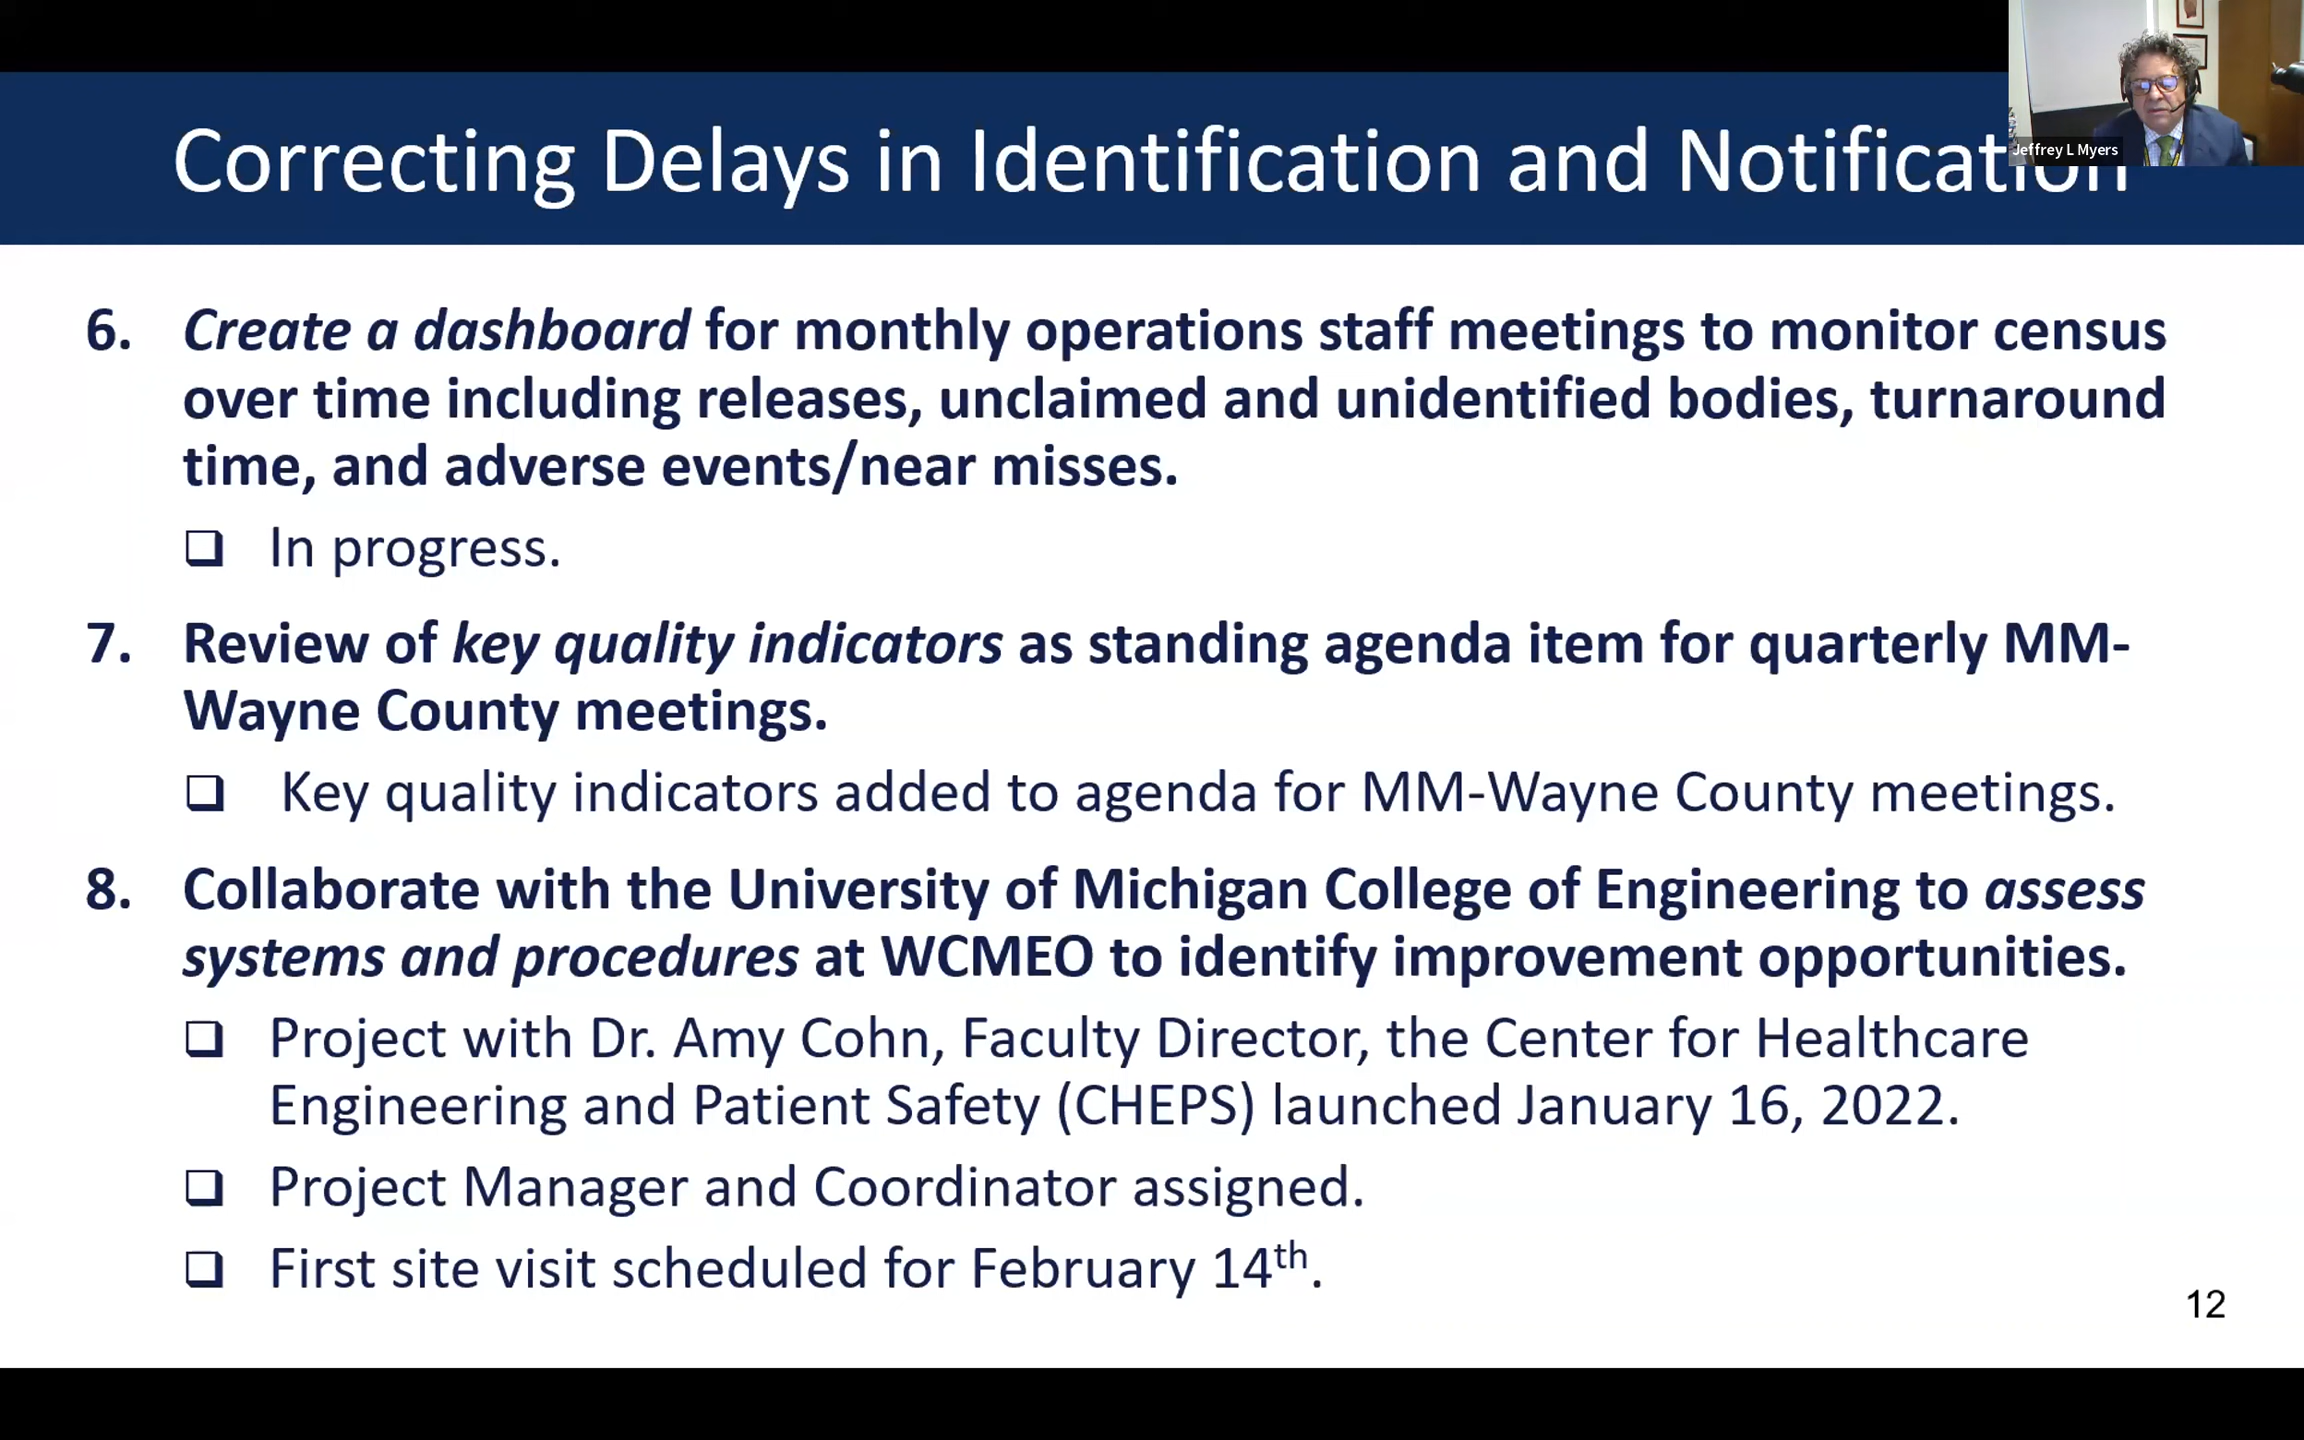 Jeffrey L Myers
Correcting Delays in Identification and Notification
6. Create a dashboard for monthly operations staff meetings to monitor census
over time including releases, unclaimed and unidentified bodies, turnaround
time, and adverse events/near misses.
❑ In progress.
7. Review of key quality indicators as standing agenda item for quarterly MM-
Wayne County meetings.
❑ Key quality indicators added to agenda for MM-Wayne County meetings.
8. Collaborate with the University of Michigan College of Engineering to assess
systems and procedures at WCMEO to identify improvement opportunities.
❑ Project with Dr. Amy Cohn, Faculty Director, the Center for Healthcare
Engineering and Patient Safety (CHEPS) launched January 16, 2022.
❑ Project Manager and Coordinator assigned.
❑ First site visit scheduled for February 14th.
12